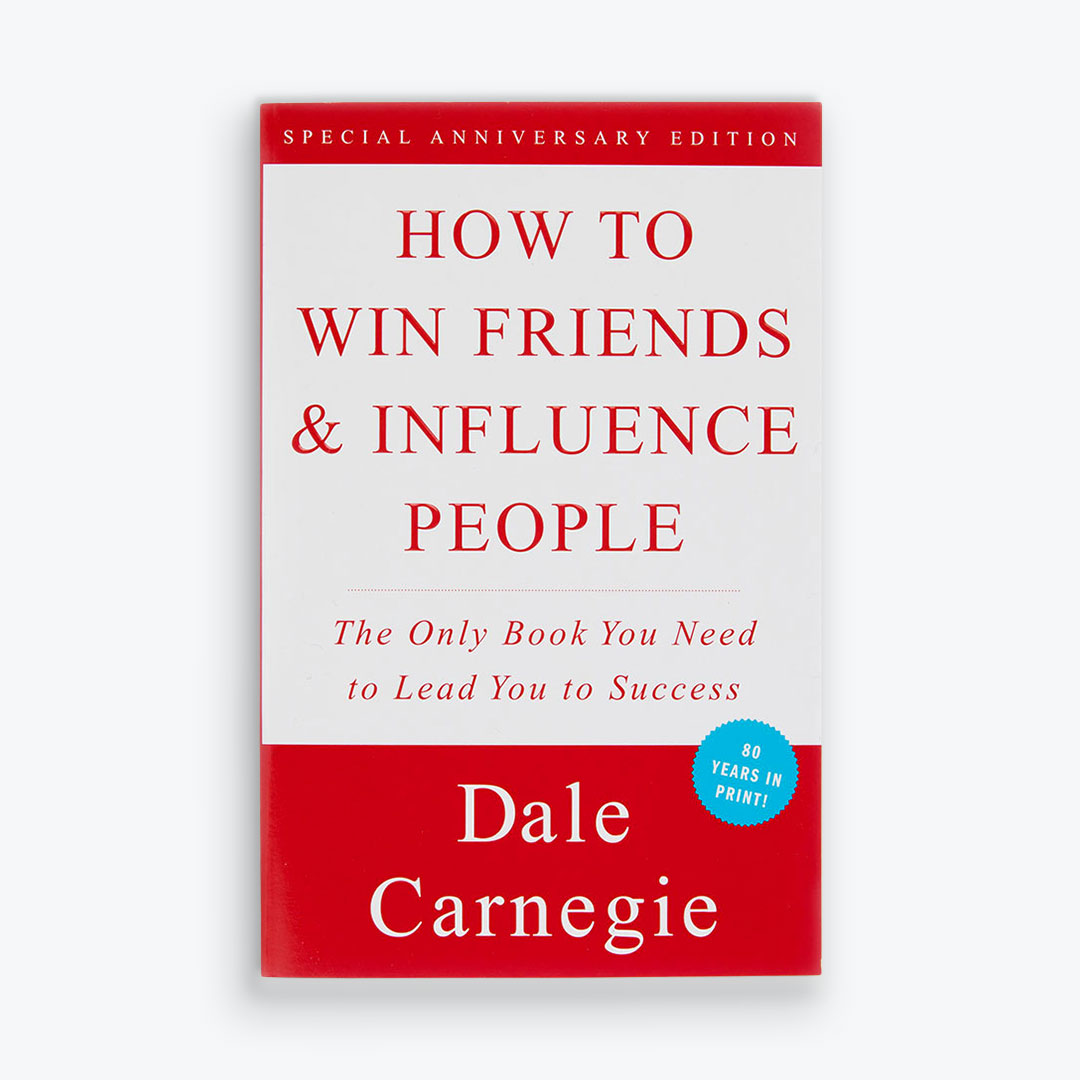 SPECIAL ANNIVERSARY EDITION
HOW TO
WIN FRIENDS
& INFLUENCE
PEOPLE
The Only Book You Need
to Lead You to Success
80
YEARS IN
PRINT!
Dale
Carnegie